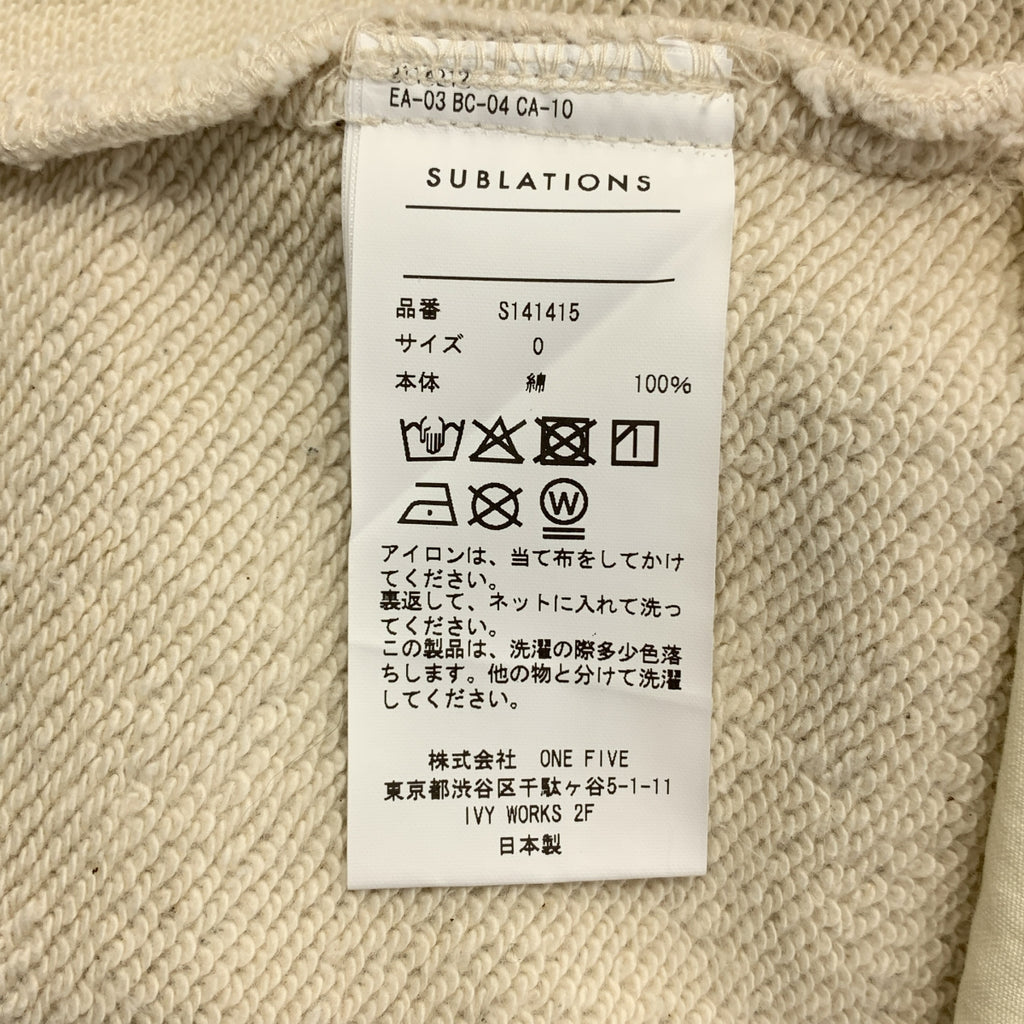 EA-03 BC-04 CA-10
SUBLATIONS
品番 S141415
サイズ 0
本体 綿 100%
W
アイロンは、当て布をしてかけ
てください。
裏返して、ネットに入れて洗っ
てください。
この製品は、洗濯の際多少色落
ちします。他の物と分けて洗濯
してください。
株式会社 ONE FIVE
東京都渋谷区千駄ヶ谷5-1-11
IVY WORKS 2F
日本製